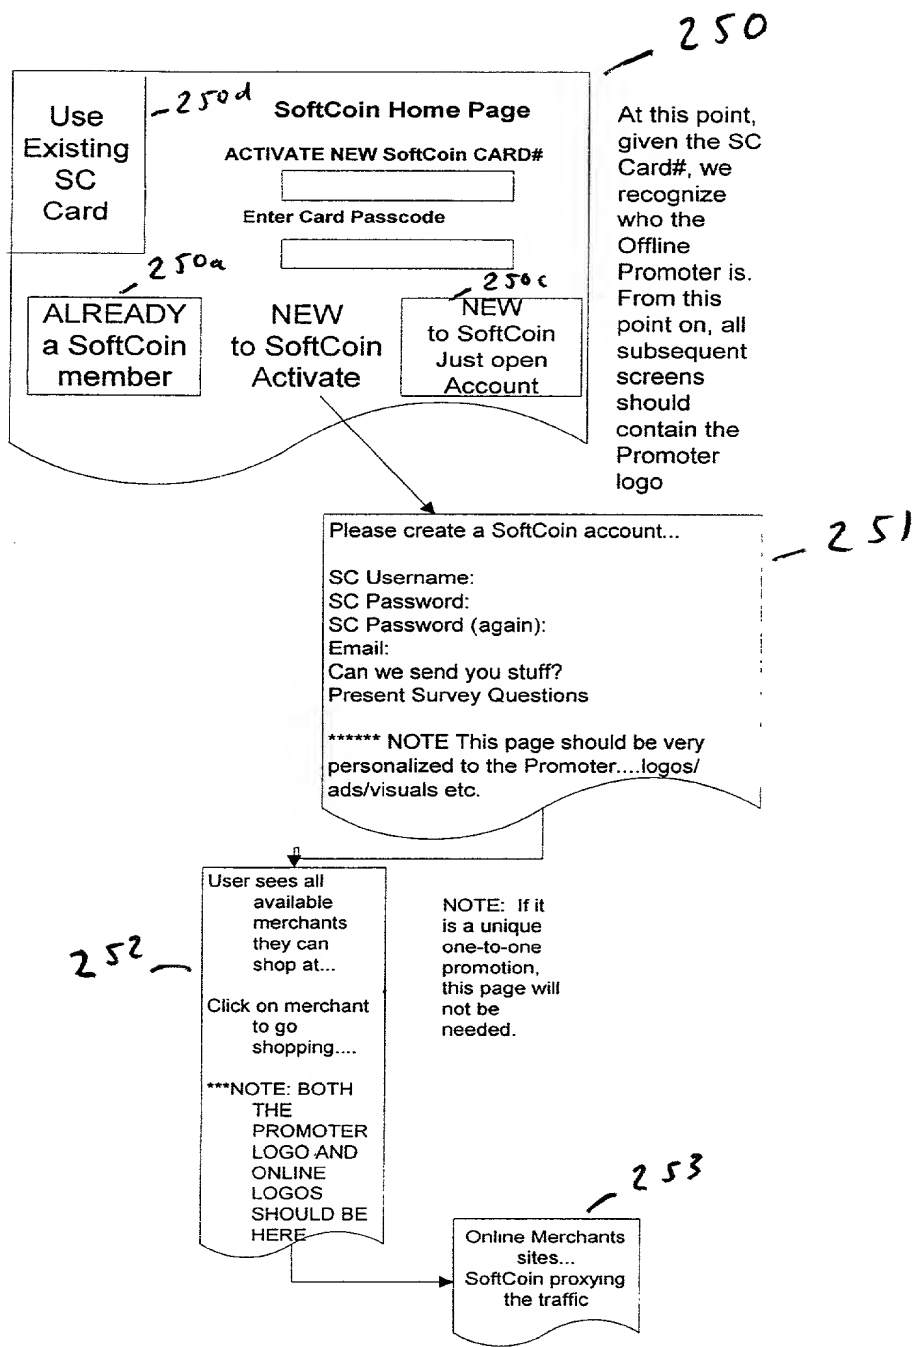 250
Use
Existing
SC
Card
250d
SoftCoin Home Page
ACTIVATE NEW SoftCoin CARD#
Enter Card Passcode
At this point,
given the SC
Card#, we
recognize
who the
Offline
Promoter is.
From this
point on, all
subsequent
screens
should
contain the
Promoter
logo
250a
ALREADY
a SoftCoin
member
NEW
to SoftCoin
Activate
250c
NEW
to SoftCoin
Just open
Account
251
Please create a SoftCoin account...
SC Username:
SC Password:
SC Password (again):
Email:
Can we send you stuff?
Present Survey Questions
****** NOTE This page should be very
personalized to the Promoter....logos/
ads/visuals etc.
252
User sees all
available
merchants
they can
shop at...
Click on merchant
to go
shopping....
***NOTE: BOTH
THE
PROMOTER
LOGO AND
ONLINE
LOGOS
SHOULD BE
HERE
NOTE: If it
is a unique
one-to-one
promotion,
this page will
not be
needed.
253
Online Merchants
sites...
SoftCoin proxying
the traffic